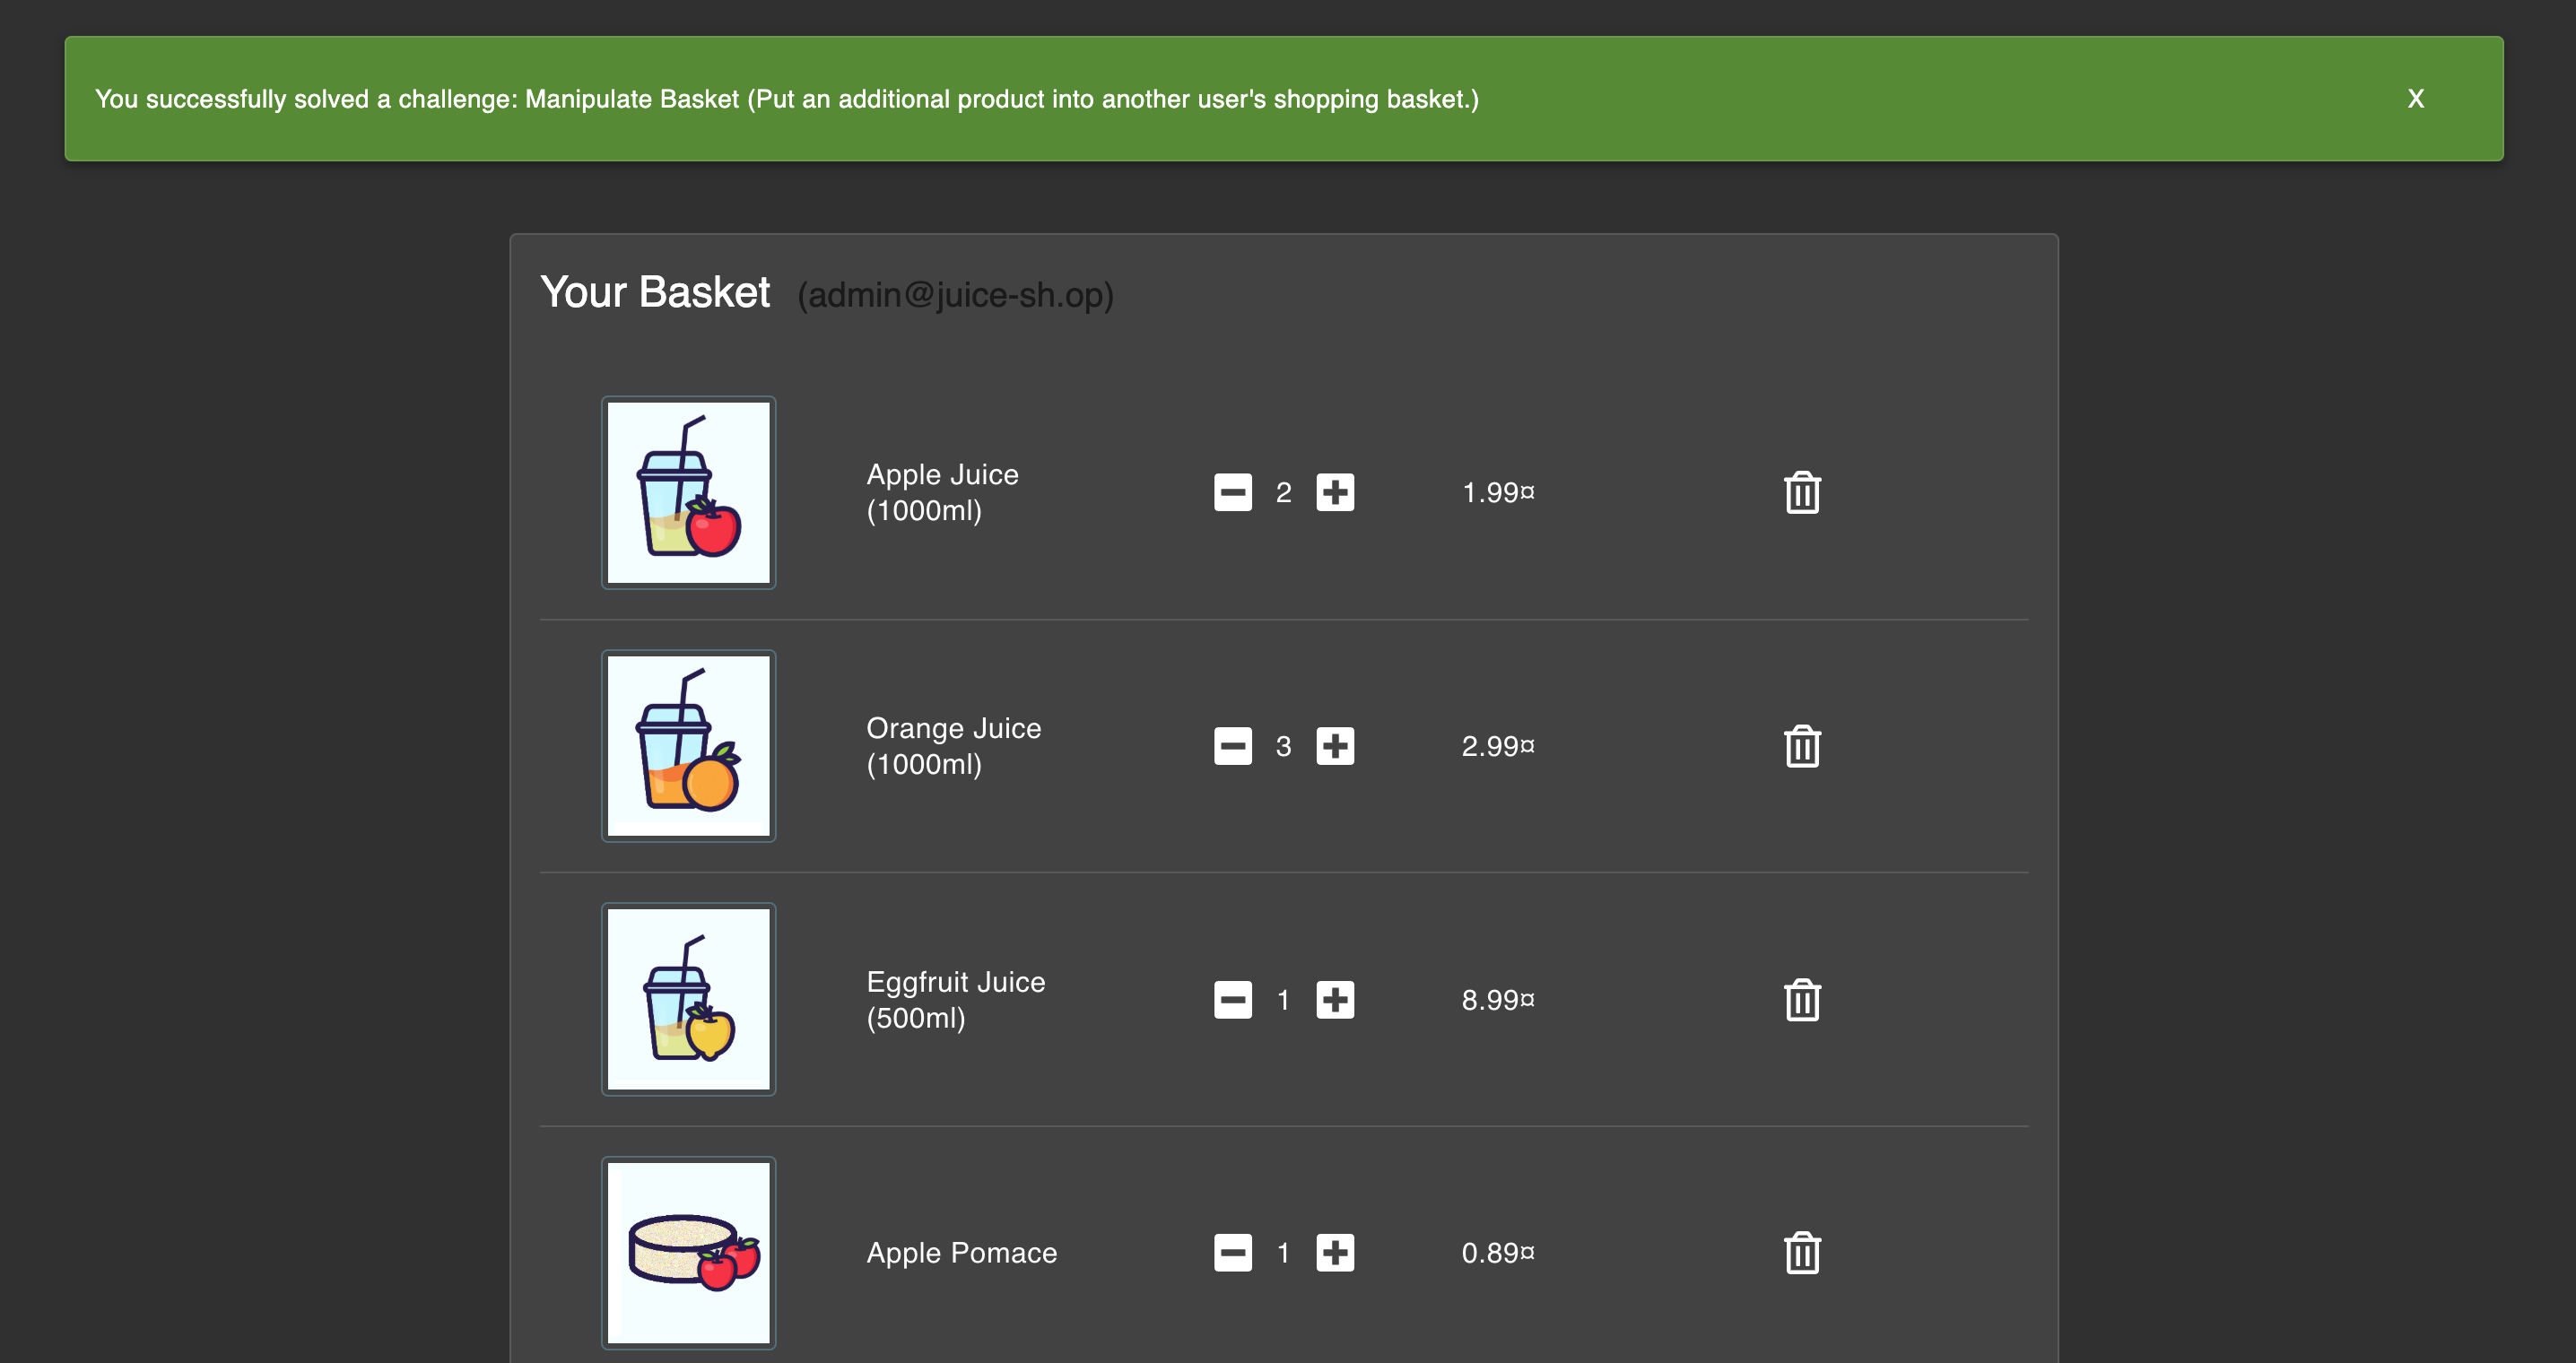 You successfully solved a challenge: Manipulate Basket (Put an additional product into another user's shopping basket.) X
Your Basket (admin@juice-sh.op)
Apple Juice
(1000ml)
2
1.99¤
Orange Juice
(1000ml)
3
2.99¤
Eggfruit Juice
(500ml)
1
8.99¤
Apple Pomace
1
0.89¤